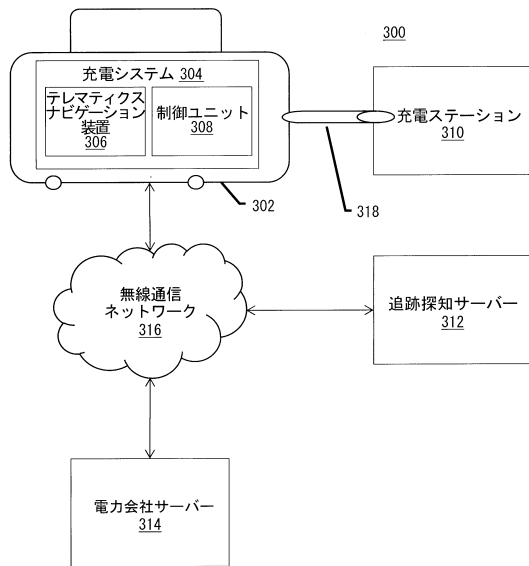 300
充電システム 304
テレマティクス
ナビゲーション
装置
306
制御ユニット
308
充電ステーション
310
318
302
無線通信
ネットワーク
316
追跡探知サーバー
312
電力会社サーバー
314